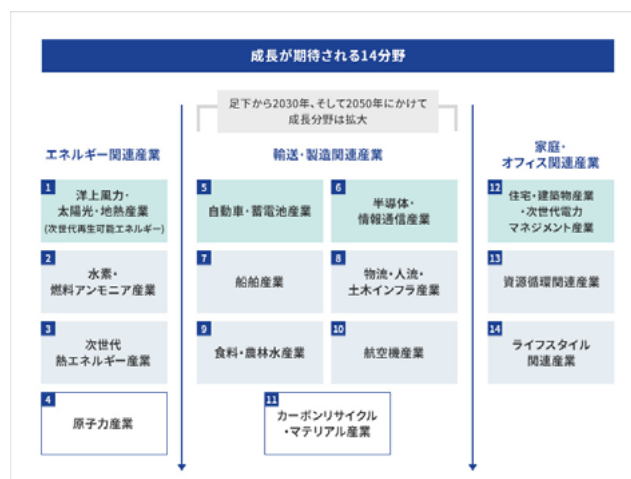 成長が期待される14分野
足下から2030年、そして2050年にかけて
成長分野は拡大
エネルギー関連産業
輸送・製造関連産業
家庭・
オフィス関連産業
1
洋上風力・
太陽光・地熱産業
(次世代再生可能エネルギー)
2
水素・
燃料アンモニア産業
3
次世代
熱エネルギー産業
4
原子力産業
5
自動車・蓄電池産業
6
半導体・
情報通信産業
7
船舶産業
8
物流・人流・
土木インフラ産業
9
食料・農林水産業
10
航空機産業
11
カーボンリサイクル
・マテリアル産業
12
住宅・建築物産業
・次世代電力
マネジメント産業
13
資源循環関連産業
14
ライフスタイル
関連産業